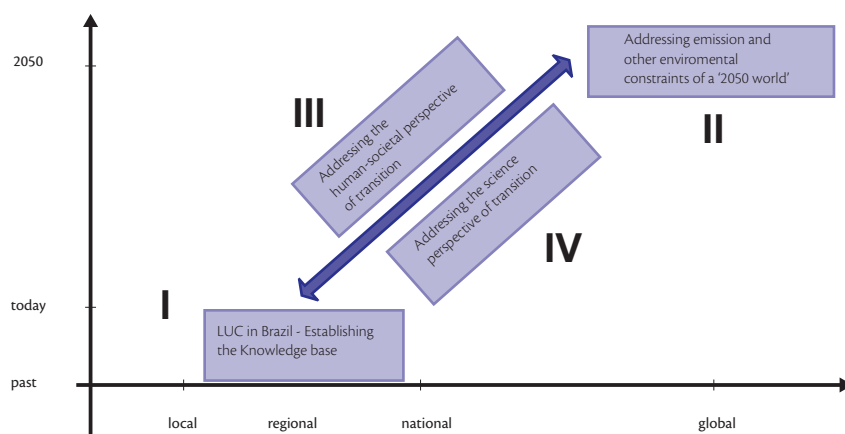 2050
III
Addressing the
human-societal perspective
of transition
Addressing emission and
other enviromental
constraints of a '2050 world'
II
Addressing the science
perspective of transition
IV
today
I
LUC in Brazil - Establishing
the Knowledge base
past
local
regional
national
global